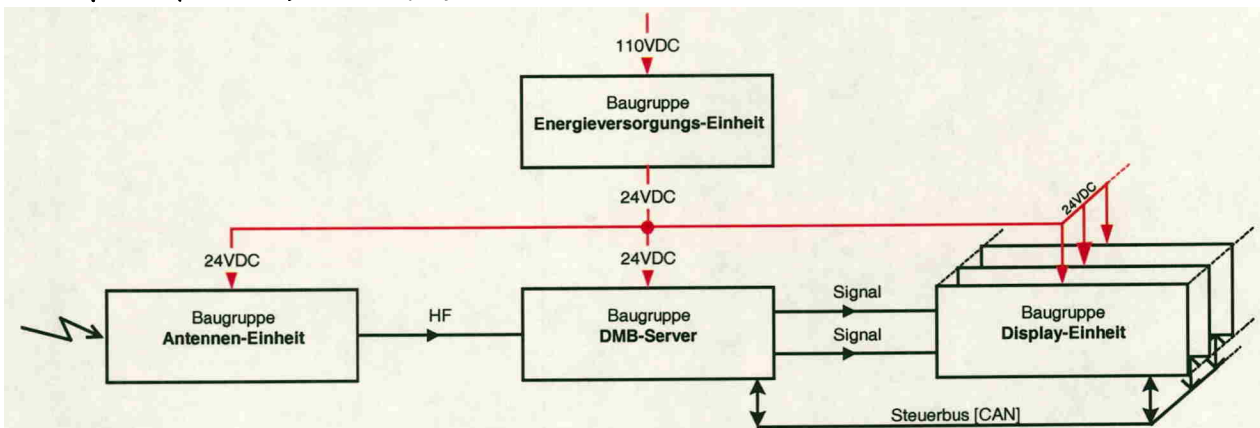 110VDC
Baugruppe
Energieversorgungs-Einheit
24VDC
24VDC
24VDC
24VDC
Baugruppe
Antennen-Einheit
HF
Baugruppe
DMB-Server
Signal
Signal
Baugruppe
Display-Einheit
Steuerbus [CAN]